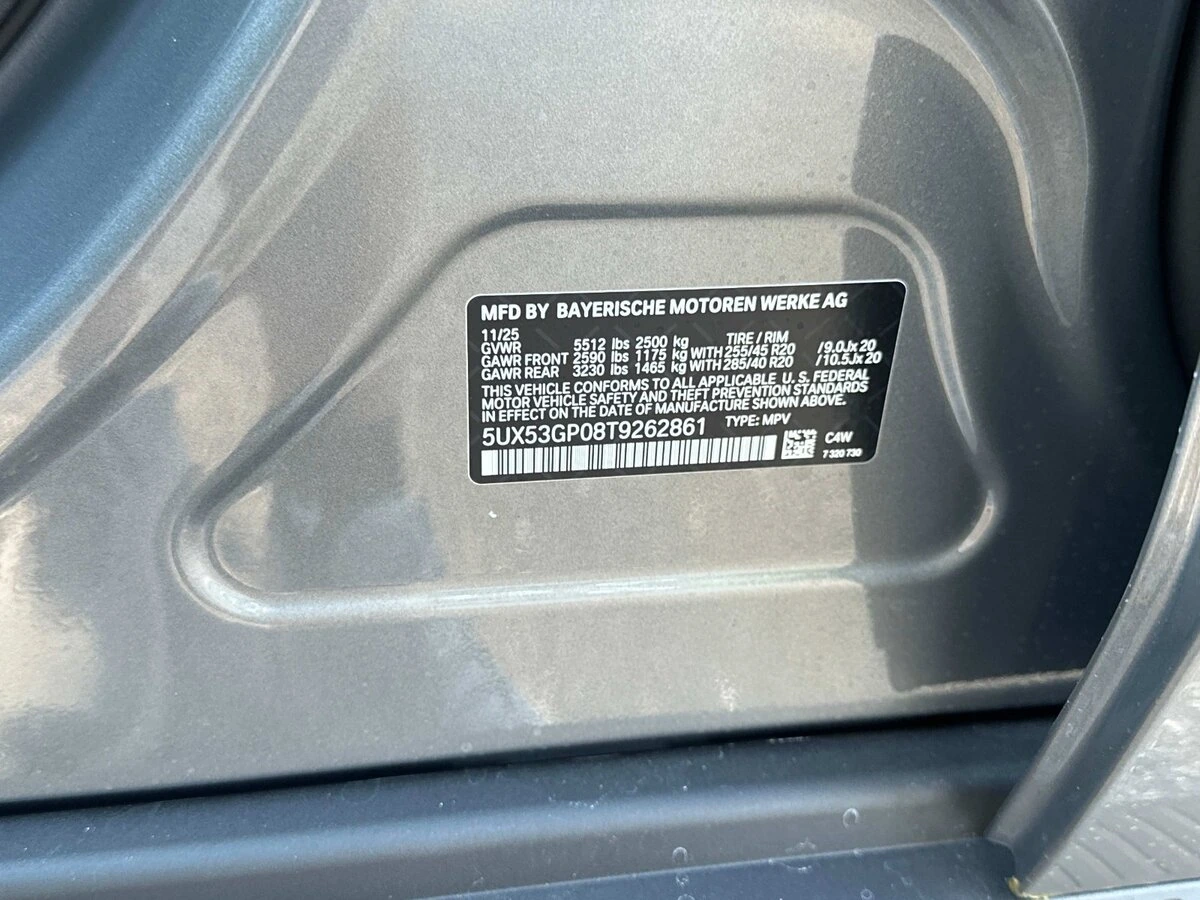 MFD BY BAYERISCHE MOTOREN WERKE AG
11/25
GVWR 5512 lbs 2500 kg TIRE / RIM
GAWR FRONT 2590 lbs 1175 kg WITH 255/45 R20 /9.0Jx20
GAWR REAR 3230 lbs 1465 kg WITH 285/40 R20 /10.5Jx20
THIS VEHICLE CONFORMS TO ALL APPLICABLE U.S. FEDERAL
MOTOR VEHICLE SAFETY AND THEFT PREVENTION STANDARDS
IN EFFECT ON THE DATE OF MANUFACTURE SHOWN ABOVE.
5UX53GP08T9262861 TYPE: MPV
C4W
7 320 730